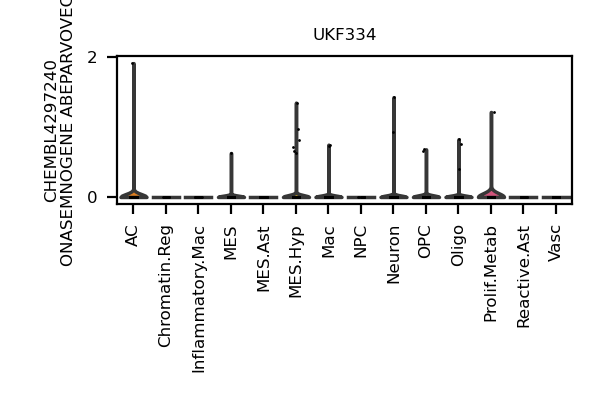 UKF334
CHEMBL4297240
ONASEMNOGENE ABEPARVOVEC
2
0
AC
Chromatin.Reg
Inflammatory.Mac
MES
MES.Ast
MES.Hyp
Mac
NPC
Neuron
OPC
Oligo
Prolif.Metab
Reactive.Ast
Vasc